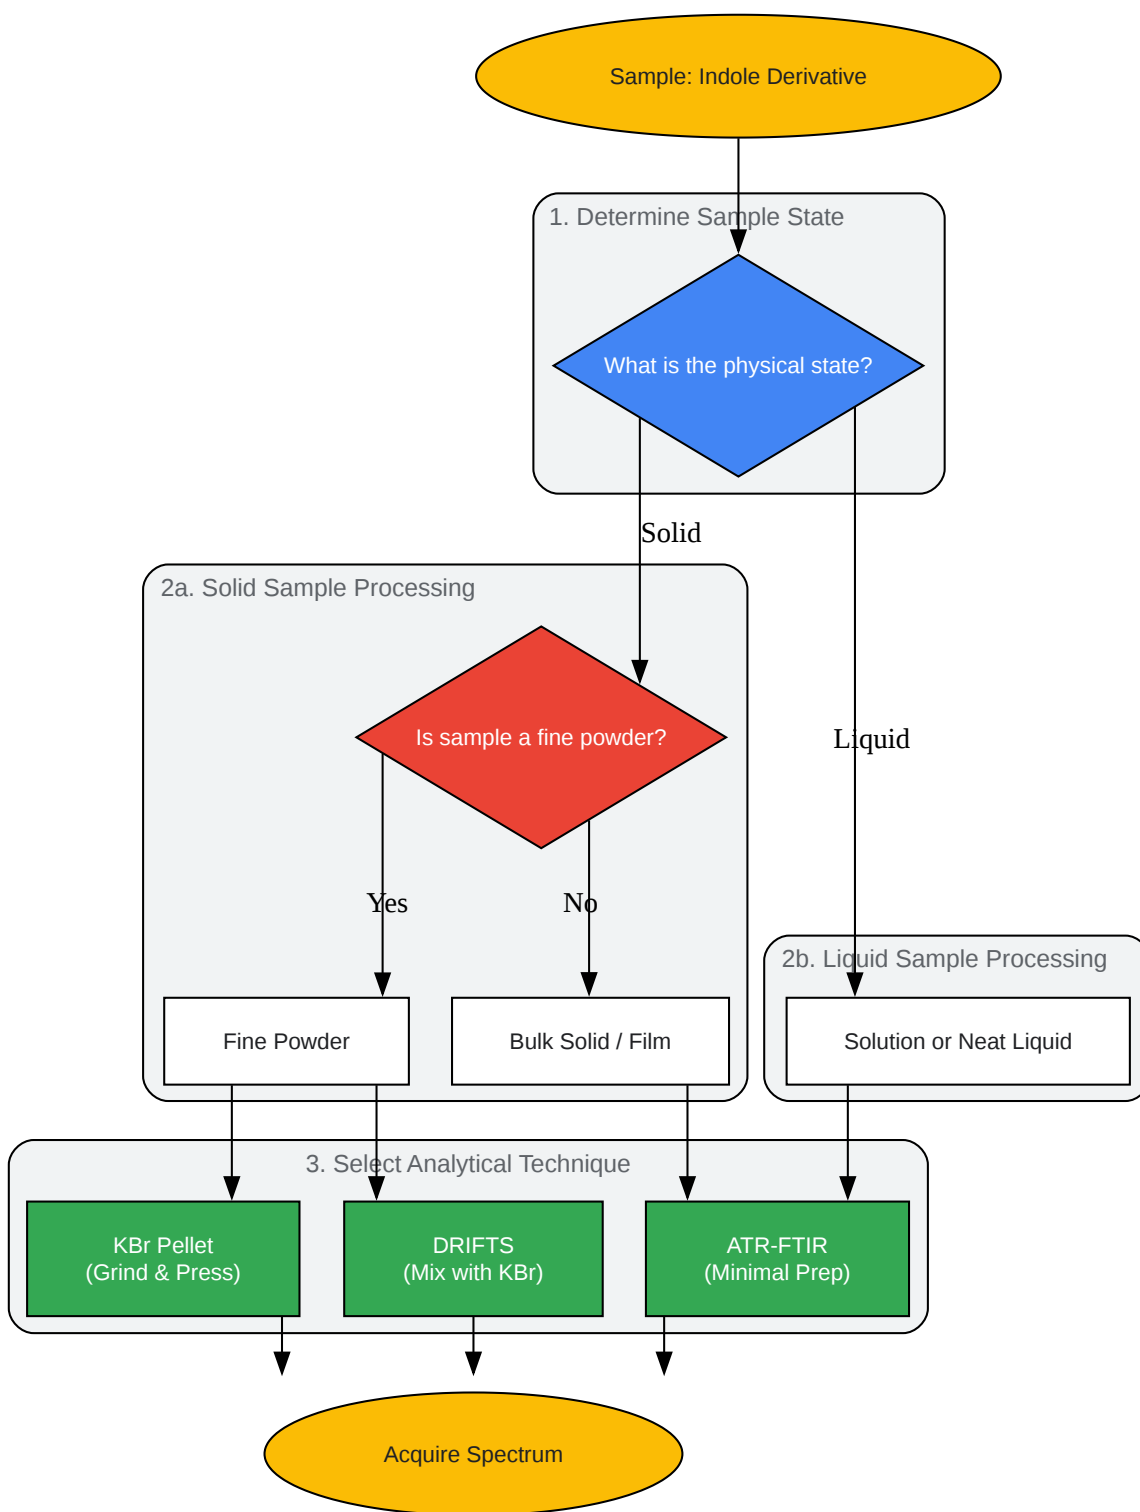 Sample: Indole Derivative
1. Determine Sample State
What is the physical state?
Solid
2a. Solid Sample Processing
Is sample a fine powder?
Liquid
Yes
No
2b. Liquid Sample Processing
Fine Powder
Bulk Solid / Film
Solution or Neat Liquid
3. Select Analytical Technique
KBr Pellet
(Grind & Press)
DRIFTS
(Mix with KBr)
ATR-FTIR
(Minimal Prep)
Acquire Spectrum